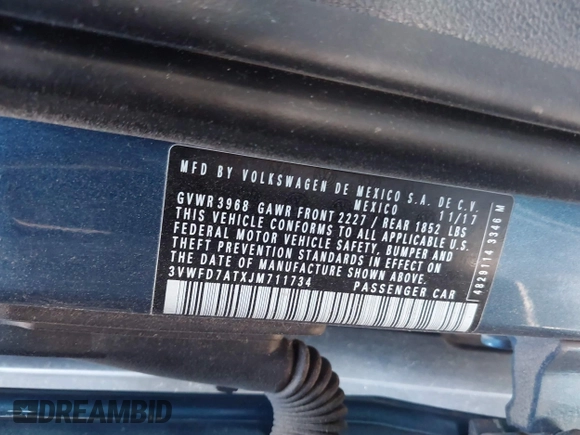 MFD BY VOLKSWAGEN DE MEXICO S.A. DE C.V.
MEXICO 11/17
GVWR 3968 GAWR FRONT 2227 / REAR 1852 LBS
THIS VEHICLE CONFORMS TO ALL APPLICABLE U.S.
FEDERAL MOTOR VEHICLE SAFETY, BUMPER AND
THEFT PREVENTION STANDARDS IN EFFECT ON
THE DATE OF MANUFACTURE SHOWN ABOVE.
3VWFD7ATXJM711734 PASSENGER CAR
4829114 3346 M
DREAMBID